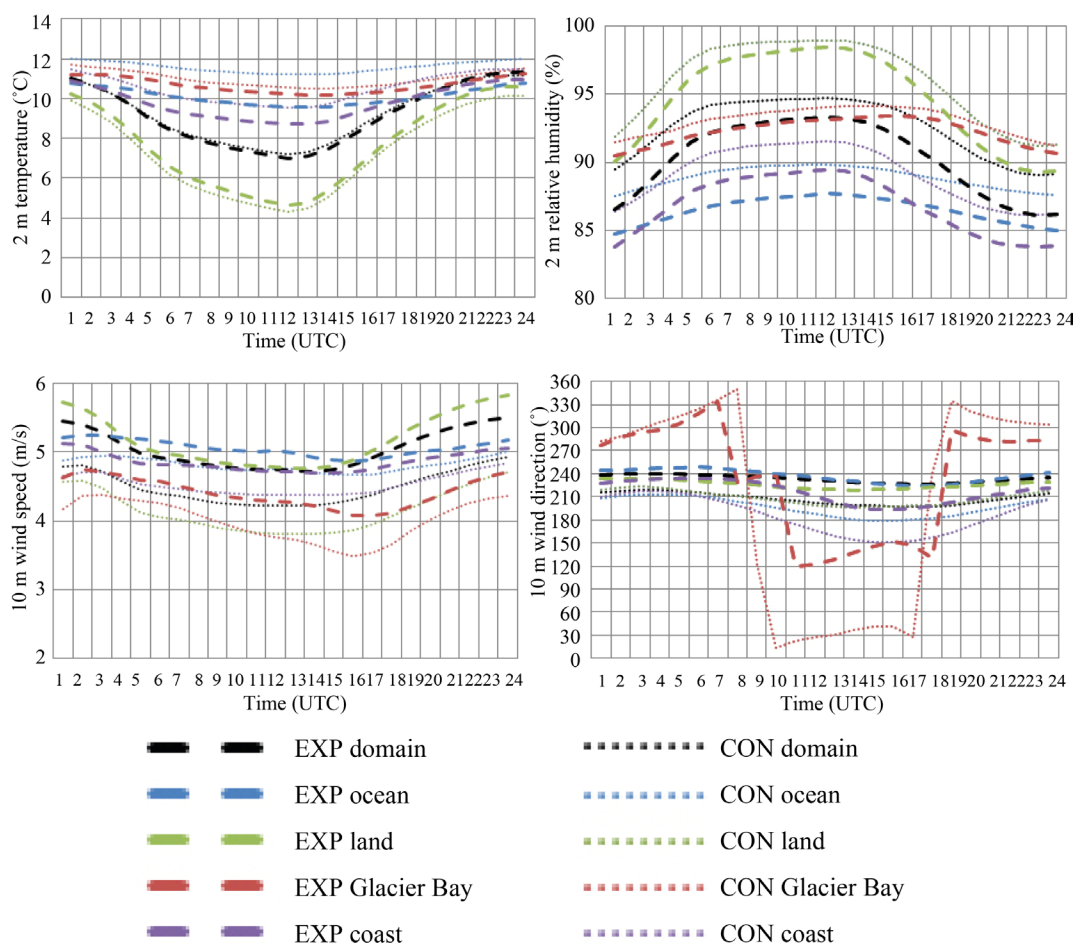 14
12
10
8
6
4
2
0
2 m temperature (˚C)
1 2 3 4 5 6 7 8 9 10 11 12 13 14 15 16 17 18 19 20 21 22 23 24
Time (UTC)
100
95
90
85
80
2 m relative humidity (%)
1 2 3 4 5 6 7 8 9 10 11 12 13 14 15 16 17 18 19 20 21 22 23 24
Time (UTC)
6
5
4
3
2
10 m wind speed (m/s)
1 2 3 4 5 6 7 8 9 10 11 12 13 14 15 16 17 18 19 20 21 22 23 24
Time (UTC)
360
330
300
270
240
210
180
150
120
90
60
30
0
10 m wind direction (˚)
1 2 3 4 5 6 7 8 9 10 11 12 13 14 15 16 17 18 19 20 21 22 23 24
Time (UTC)
EXP domain
CON domain
EXP ocean
CON ocean
EXP land
CON land
EXP Glacier Bay
CON Glacier Bay
EXP coast
CON coast